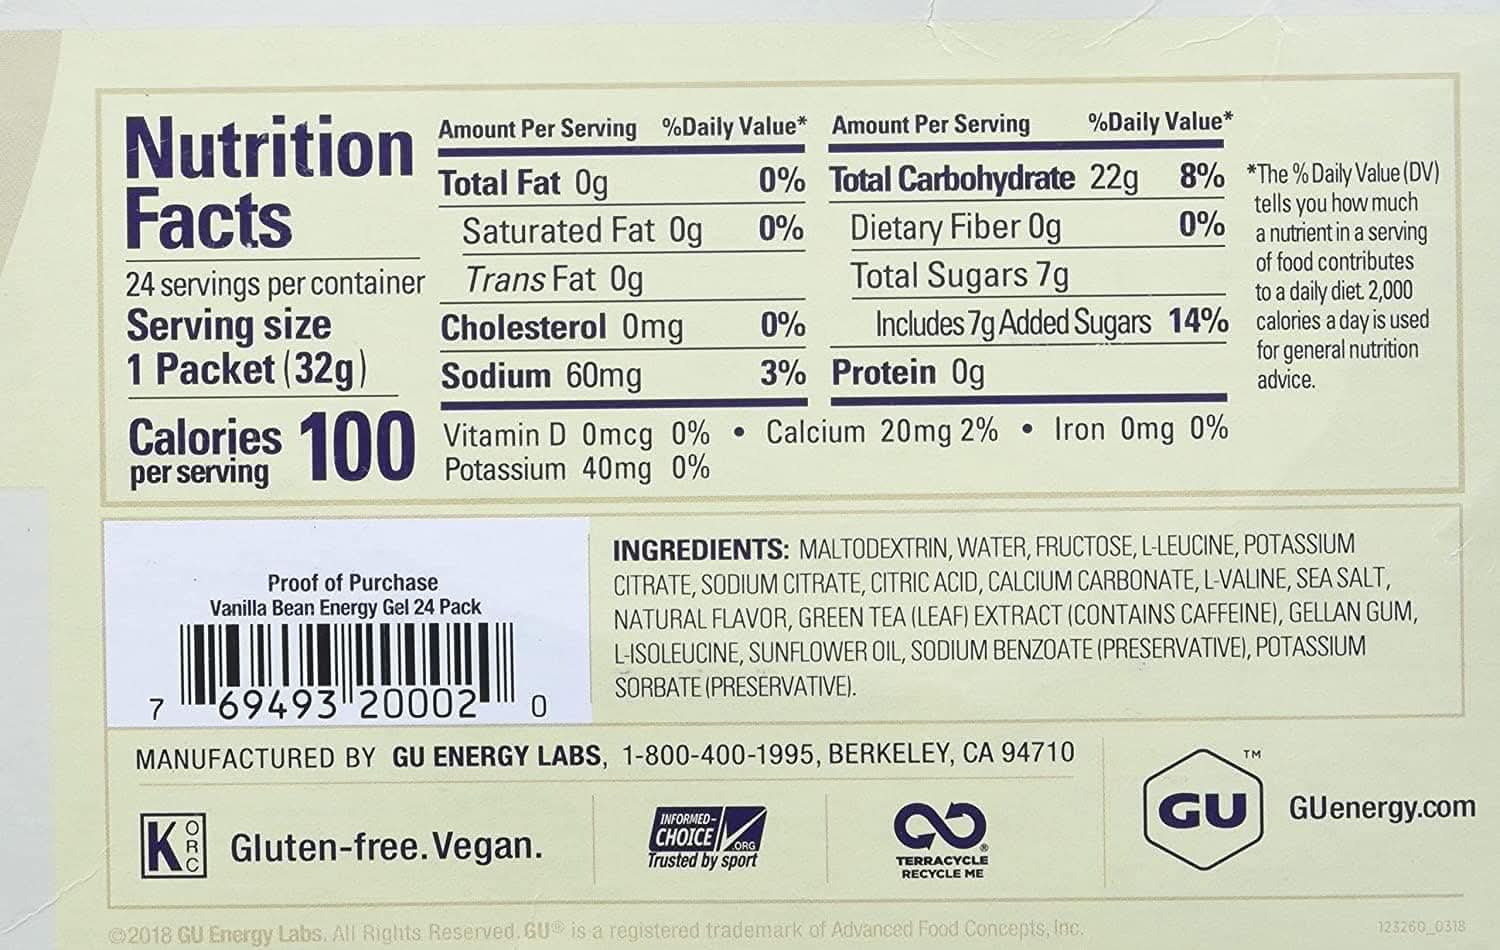 Nutrition
Facts
24 servings per container
Serving size
1 Packet (32g)
Calories
per serving
100
Amount Per Serving %Daily Value*
Total Fat 0g 0%
Saturated Fat 0g 0%
Trans Fat 0g
Cholesterol 0mg 0%
Sodium 60mg 3%
Amount Per Serving %Daily Value*
Total Carbohydrate 22g 8%
Dietary Fiber 0g 0%
Total Sugars 7g
Includes 7g Added Sugars 14%
Protein 0g
Vitamin D 0mcg 0% • Calcium 20mg 2% • Iron 0mg 0%
Potassium 40mg 0%
*The % Daily Value (DV)
tells you how much
a nutrient in a serving
of food contributes
to a daily diet. 2,000
calories a day is used
for general nutrition
advice.
Proof of Purchase
Vanilla Bean Energy Gel 24 Pack
7 69493 20002 0
INGREDIENTS: MALTODEXTRIN, WATER, FRUCTOSE, L-LEUCINE, POTASSIUM
CITRATE, SODIUM CITRATE, CITRIC ACID, CALCIUM CARBONATE, L-VALINE, SEA SALT,
NATURAL FLAVOR, GREEN TEA (LEAF) EXTRACT (CONTAINS CAFFEINE), GELLAN GUM,
L-ISOLEUCINE, SUNFLOWER OIL, SODIUM BENZOATE (PRESERVATIVE), POTASSIUM
SORBATE (PRESERVATIVE).
MANUFACTURED BY GU ENERGY LABS, 1-800-400-1995, BERKELEY, CA 94710
K ORC
Gluten-free. Vegan.
INFORMED-
CHOICE
.ORG
Trusted by sport
®
TERRACYCLE
RECYCLE ME
GU ™
GUenergy.com
©2018 GU Energy Labs. All Rights Reserved. GU® is a registered trademark of Advanced Food Concepts, Inc.
123260_0318